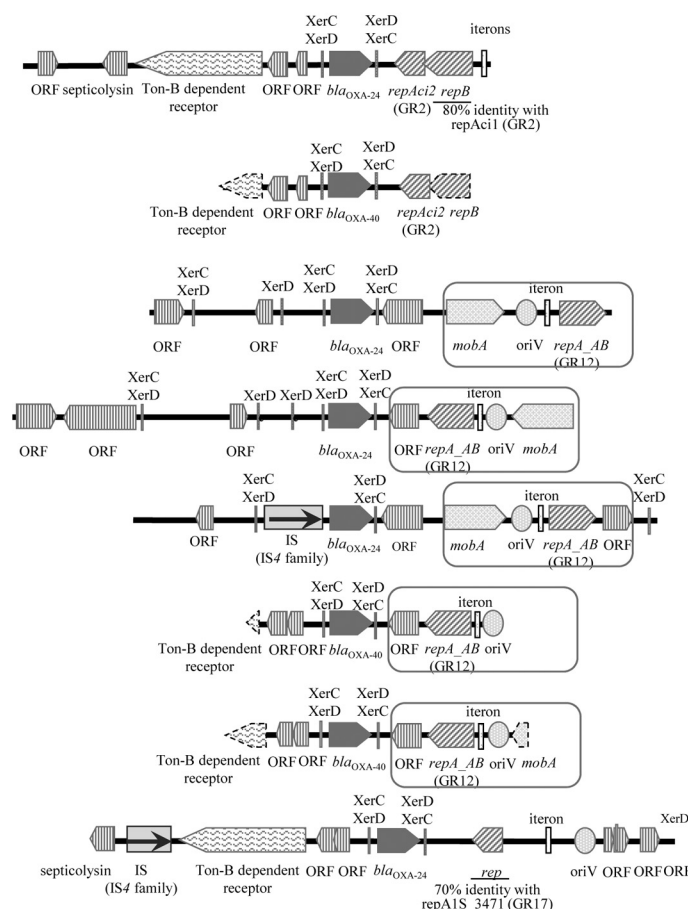 XerC XerD
XerD XerC iterons
ORF septicolysin Ton-B dependent receptor ORF ORF blaOXA-24 repAci2 repB
(GR2) 80% identity with repAci1 (GR2)
XerC XerD
XerD XerC
Ton-B dependent receptor ORF ORF blaOXA-40 repAci2 repB
(GR2)
XerC XerC XerD iteron
XerD XerD XerD XerC
ORF ORF blaOXA-24 ORF mobA oriV repA_AB
(GR12)
XerC XerC XerD iteron
XerD XerD XerD XerD XerC
ORF ORF ORF blaOXA-24 ORF repA_AB oriV mobA
(GR12)
XerC XerD iteron XerC
XerD XerC XerD
ORF IS blaOXA-24 ORF mobA oriV repA_AB ORF
(IS4 family) (GR12)
XerC XerD iteron
XerD XerC
Ton-B dependent receptor ORF ORF blaOXA-40 ORF repA_AB oriV
(GR12)
XerC XerD iteron
XerD XerC
Ton-B dependent receptor ORF ORF blaOXA-40 ORF repA_AB oriV mobA
(GR12)
XerC XerD iteron XerD
XerD XerC
septicolysin IS Ton-B dependent receptor ORF ORF blaOXA-24 rep oriV ORF ORF ORF
(IS4 family) 70% identity with
repA1S_3471 (GR17)